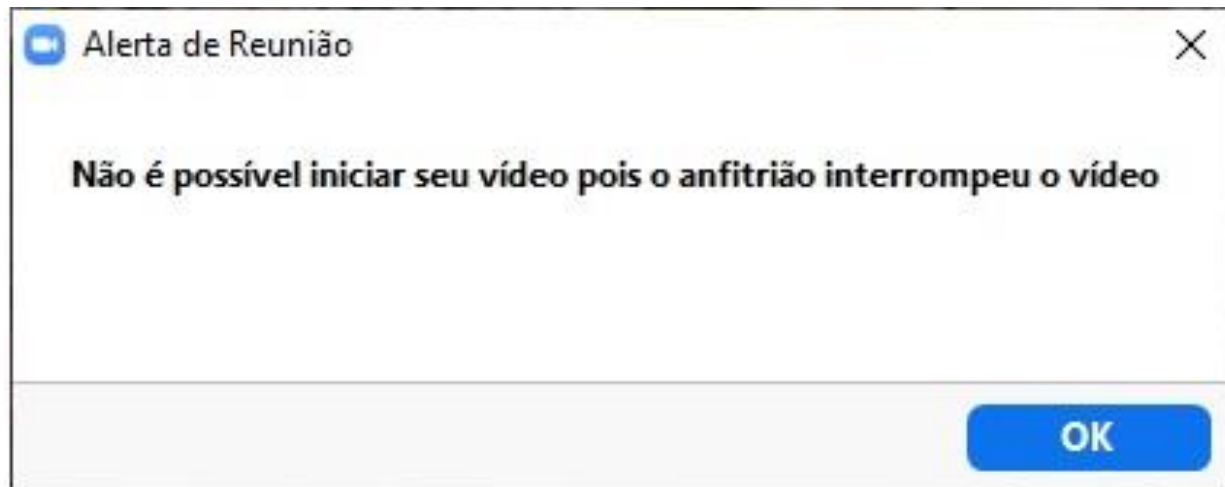 Alerta de Reunião
Não é possível iniciar seu vídeo pois o anfitrião interrompeu o vídeo
OK